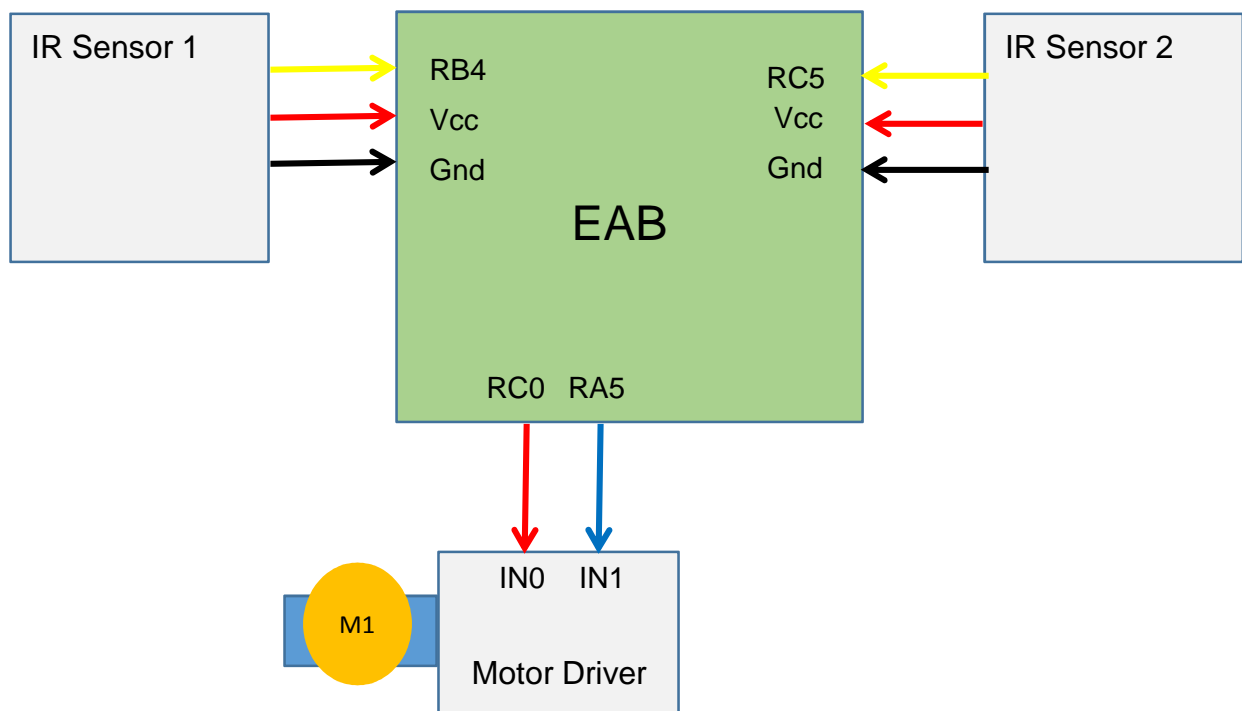 IR Sensor 1
RB4
Vcc
Gnd
EAB
RC5
Vcc
Gnd
IR Sensor 2
RC0 RA5
IN0 IN1
M1
Motor Driver